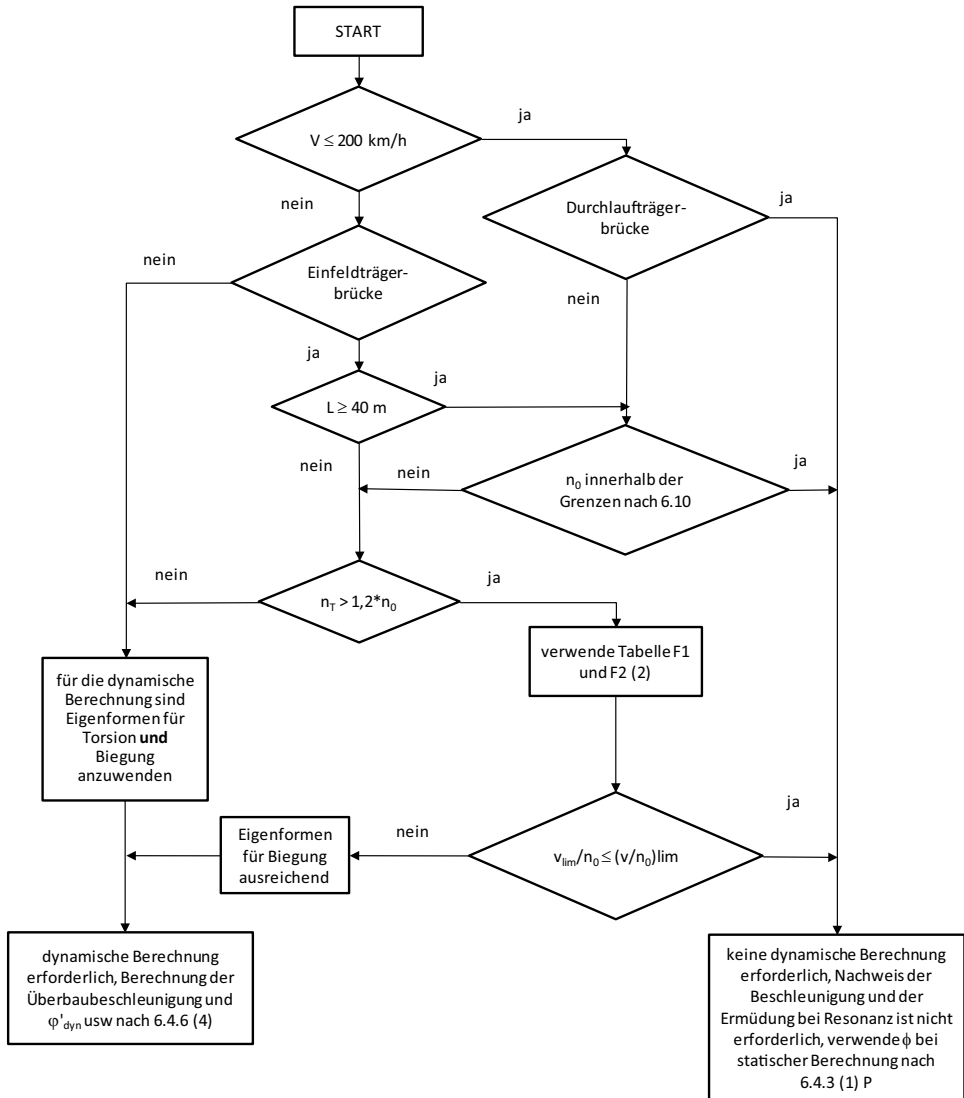 START
V ≤ 200 km/h
ja
nein
Durchlaufträger-
brücke
ja
nein
Einfeldträger-
brücke
nein
ja
L ≥ 40 m
ja
nein
nein
n₀ innerhalb der
Grenzen nach 6.10
ja
nein
n_T > 1,2*n₀
ja
verwende Tabelle F1
und F2 (2)
für die dynamische
Berechnung sind
Eigenformen für
Torsion und
Biegung
anzuwenden
Eigenformen
für Biegung
ausreichend
nein
v_lim/n₀ ≤ (v/n₀)lim
ja
dynamische Berechnung
erforderlich, Berechnung der
Überbaubeschleunigung und
φ'_dyn usw nach 6.4.6 (4)
keine dynamische Berechnung
erforderlich, Nachweis der
Beschleunigung und der
Ermüdung bei Resonanz ist nicht
erforderlich, verwende ϕ bei
statischer Berechnung nach
6.4.3 (1) P